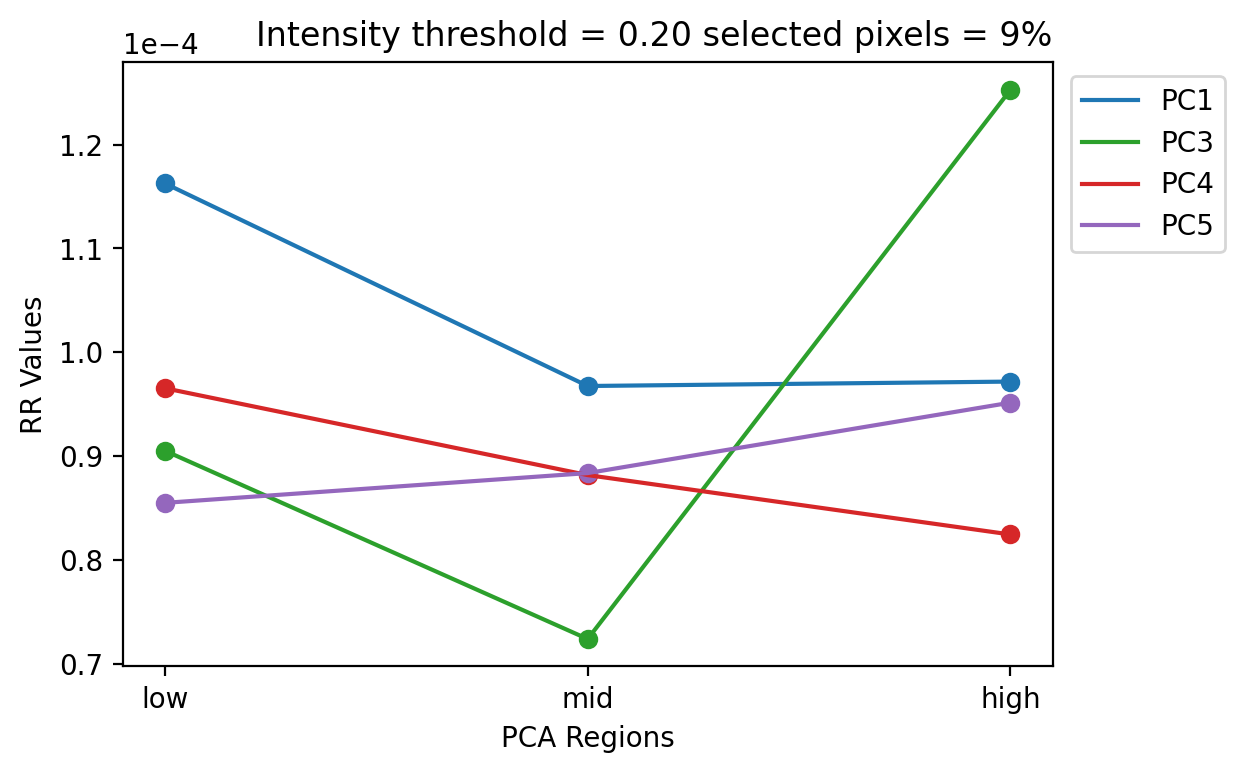 Intensity threshold = 0.20 selected pixels = 9%
1e−4
1.2
1.1
1.0
0.9
0.8
0.7
RR Values
low mid high
PCA Regions
PC1
PC3
PC4
PC5